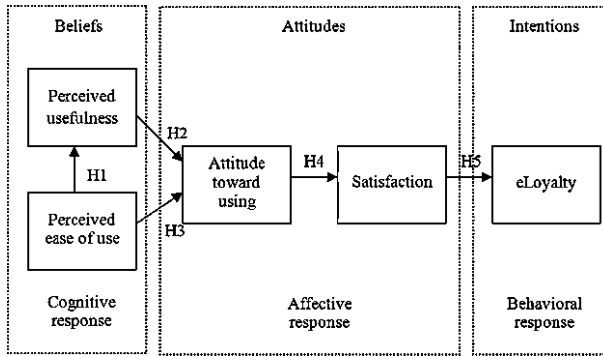 Beliefs
Attitudes
Intentions
Perceived
usefulness
H2
H1
Perceived
ease of use
H3
Attitude
toward
using
H4
Satisfaction
H5
eLoyalty
Cognitive
response
Affective
response
Behavioral
response